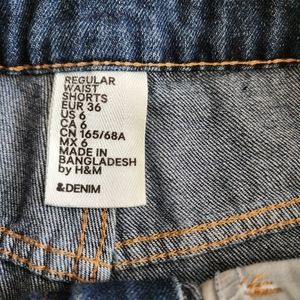 REGULAR
WAIST
SHORTS
EUR 36
US 6
CA 6
CN 165/68A
MX 6
MADE IN
BANGLADESH
by H&M
&DENIM